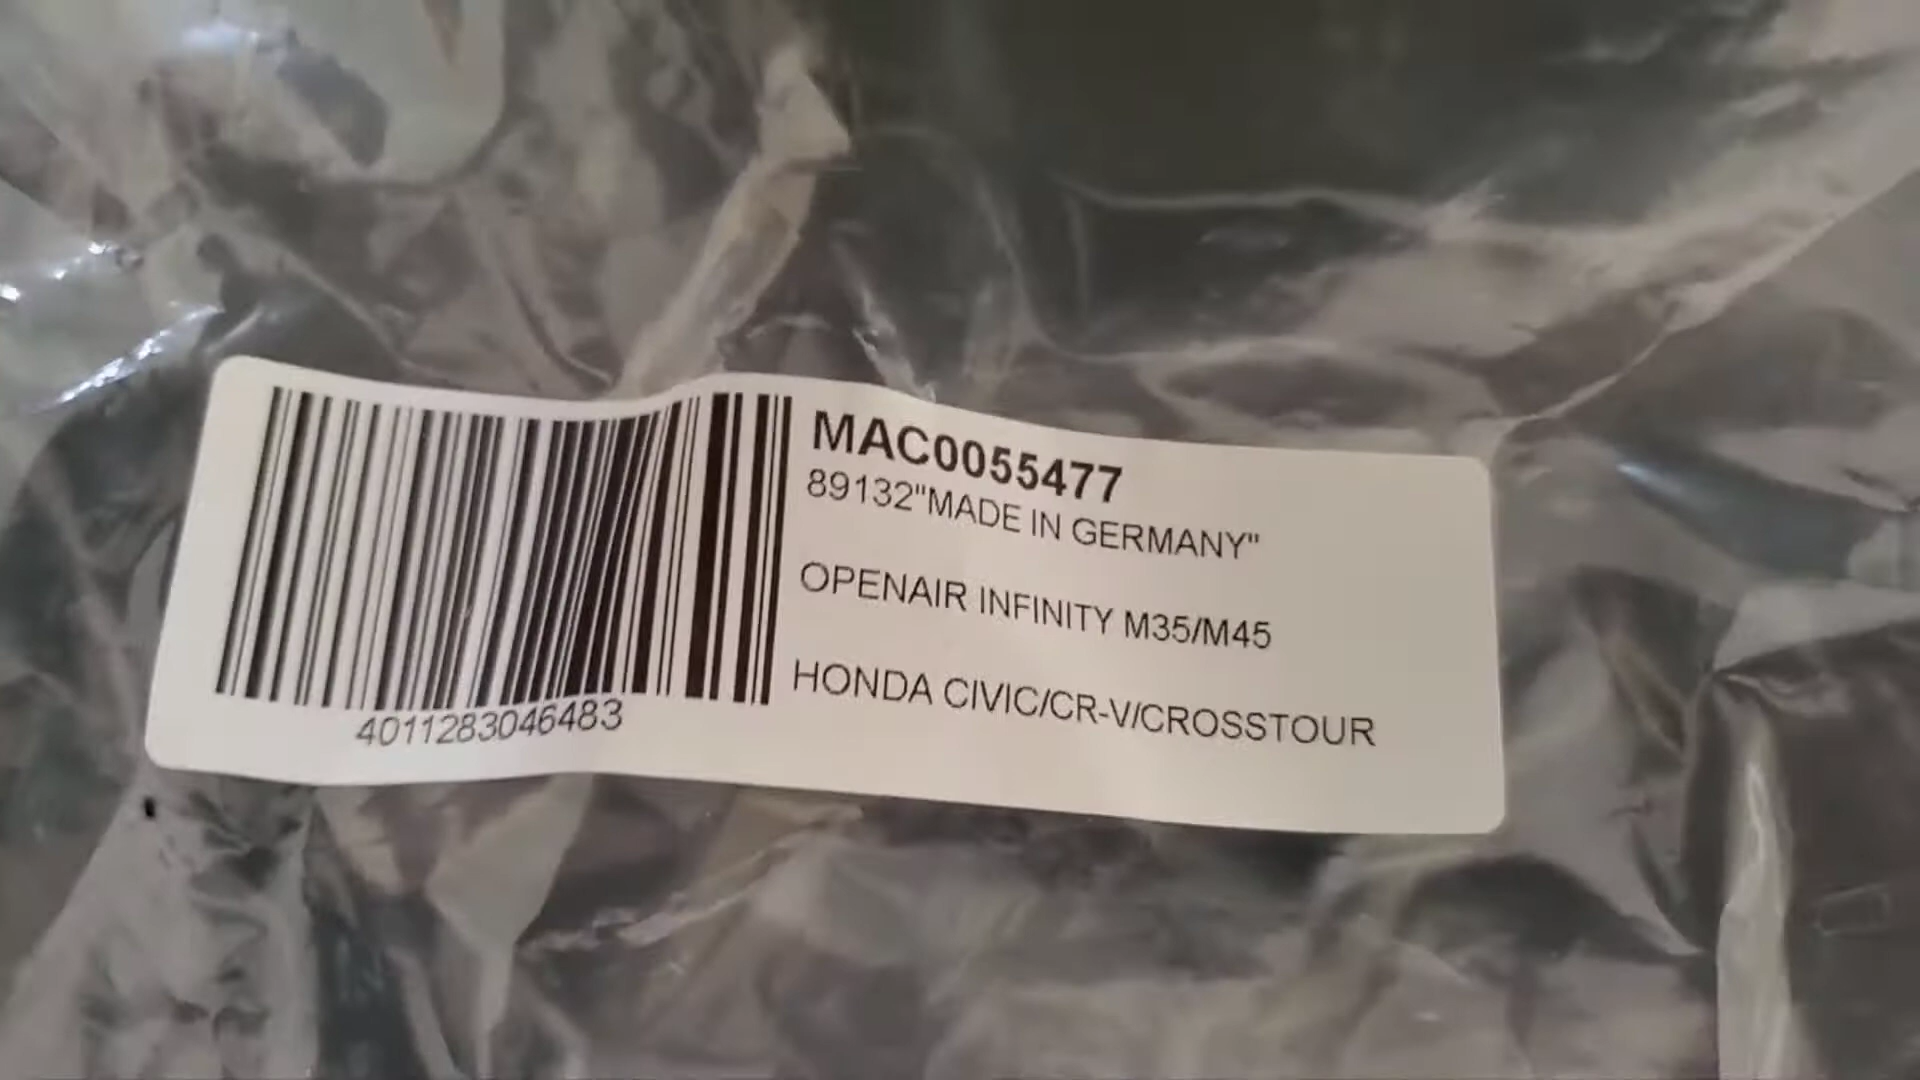 MAC0055477
89132"MADE IN GERMANY"
OPENAIR INFINITY M35/M45
HONDA CIVIC/CR-V/CROSSTOUR
4011283046483